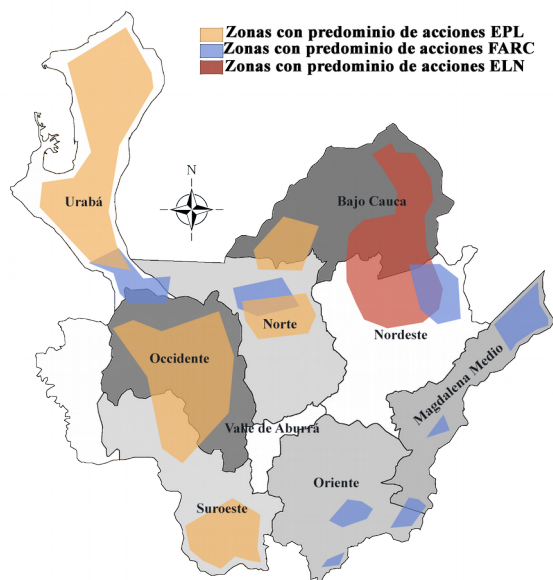 Zonas con predominio de acciones EPL
Zonas con predominio de acciones FARC
Zonas con predominio de acciones ELN
N
Urabá
Bajo Cauca
Norte
Nordeste
Occidente
Magdalena Medio
Valle de Aburrá
Oriente
Suroeste